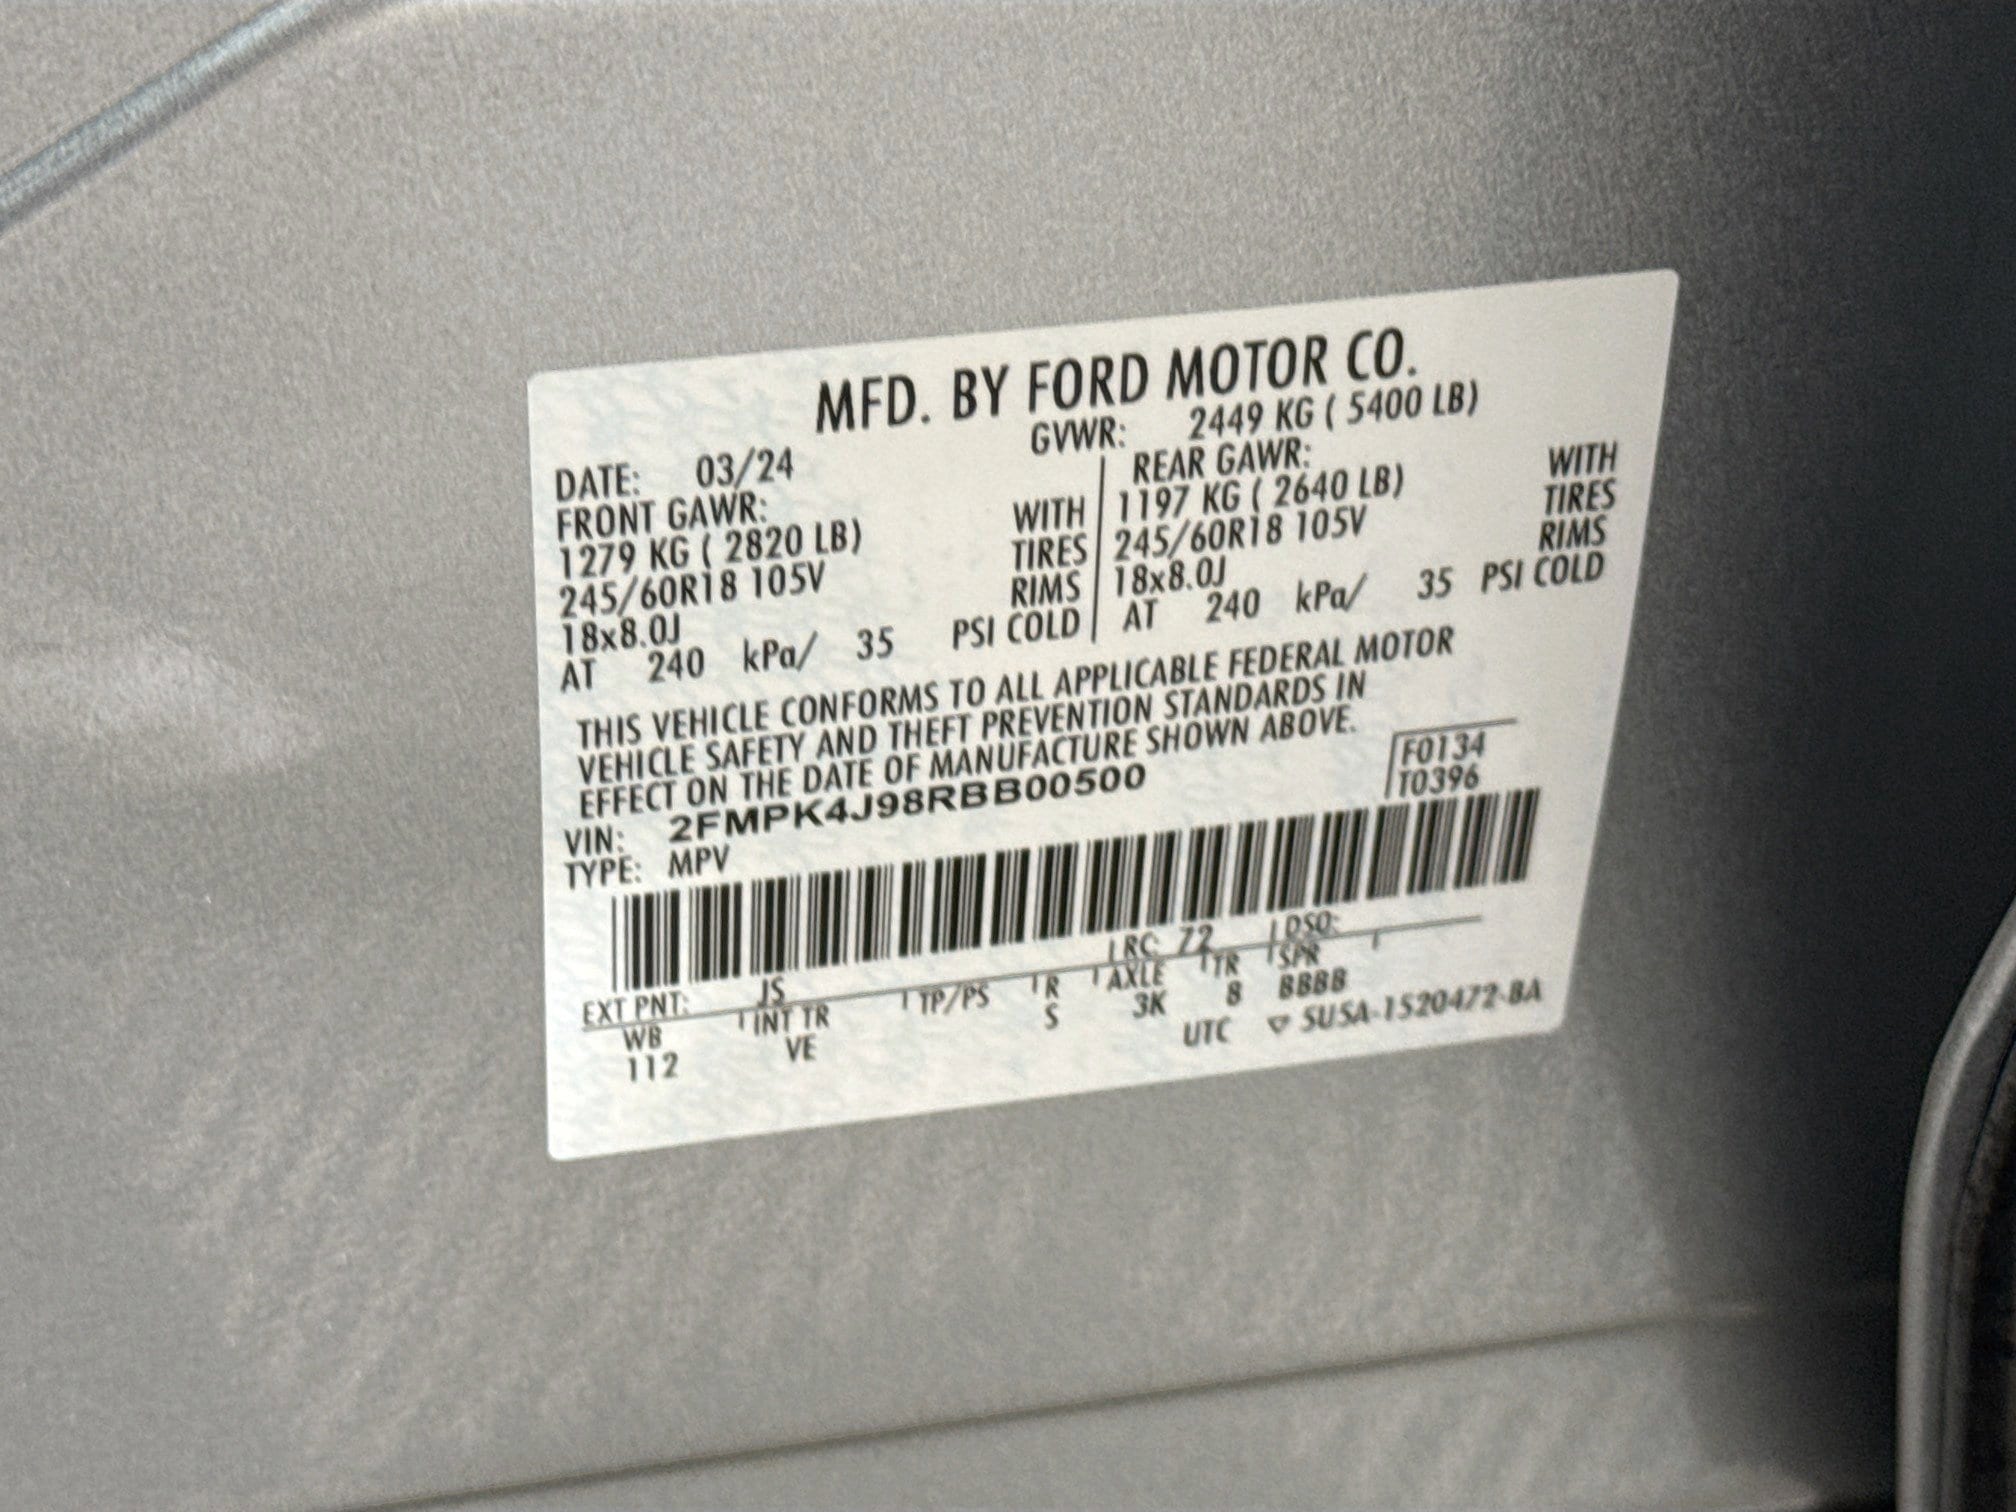 MFD. BY FORD MOTOR CO.
DATE: 03/24 GVWR: 2449 KG ( 5400 LB)
FRONT GAWR: REAR GAWR:
1279 KG ( 2820 LB) WITH 1197 KG ( 2640 LB) WITH
245/60R18 105V TIRES 245/60R18 105V TIRES
18x8.0J RIMS 18x8.0J RIMS
AT 240 kPa/ 35 PSI COLD AT 240 kPa/ 35 PSI COLD
THIS VEHICLE CONFORMS TO ALL APPLICABLE FEDERAL MOTOR
VEHICLE SAFETY AND THEFT PREVENTION STANDARDS IN
EFFECT ON THE DATE OF MANUFACTURE SHOWN ABOVE.
VIN: 2FMPK4J98RBB00500 F0134
TYPE: MPV T0396
EXT PNT: JS RC: 72 DSO:
WB INT TR TP/PS R AXLE TR SPR
112 VE S 3K 8 BBBB
UTC ▽ SU5A-1520472-BA